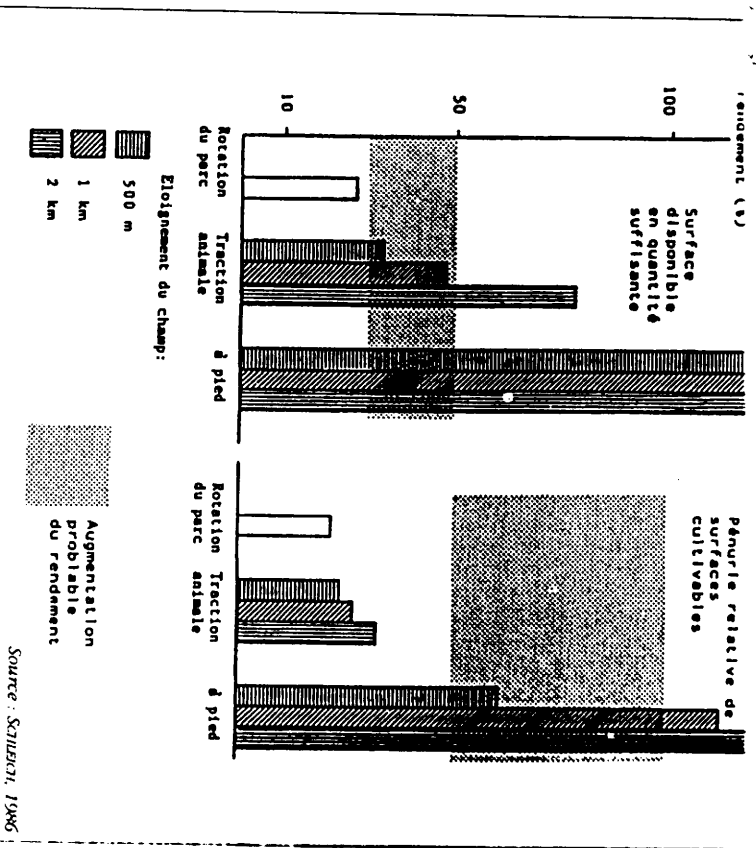 rendement (%)
100
50
10
Surface
disponible
en quantité
suffisante
Rotation
du parc
Traction
animale
à pied
Pénurie relative de
surfaces
cultivables
Rotation
du parc
Traction
animale
à pied
Eloignement du champ:
500 m
1 km
2 km
Augmentation
problable
du rendement
Source : SCHLEICH, 1986